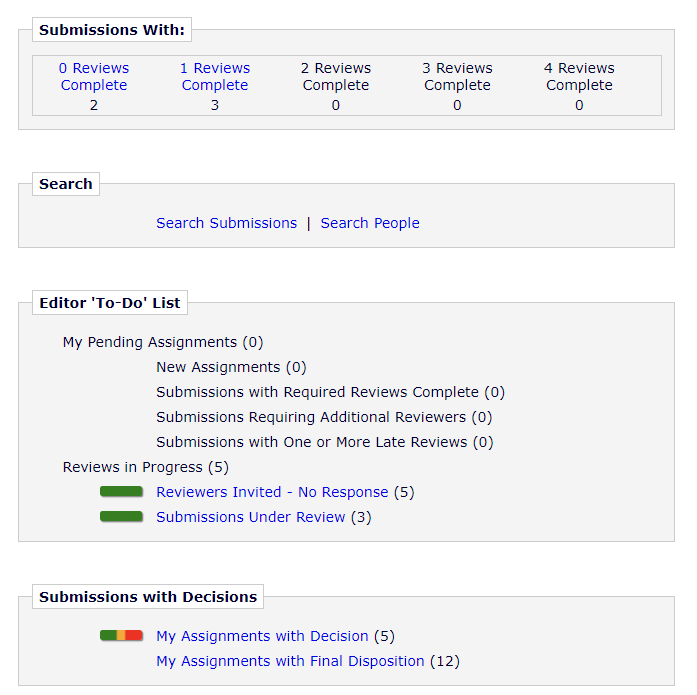 Submissions With:
0 Reviews Complete 1 Reviews Complete 2 Reviews Complete 3 Reviews Complete 4 Reviews Complete
2 3 0 0 0
Search
Search Submissions | Search People
Editor 'To-Do' List
My Pending Assignments (0)
New Assignments (0)
Submissions with Required Reviews Complete (0)
Submissions Requiring Additional Reviewers (0)
Submissions with One or More Late Reviews (0)
Reviews in Progress (5)
Reviewers Invited - No Response (5)
Submissions Under Review (3)
Submissions with Decisions
My Assignments with Decision (5)
My Assignments with Final Disposition (12)